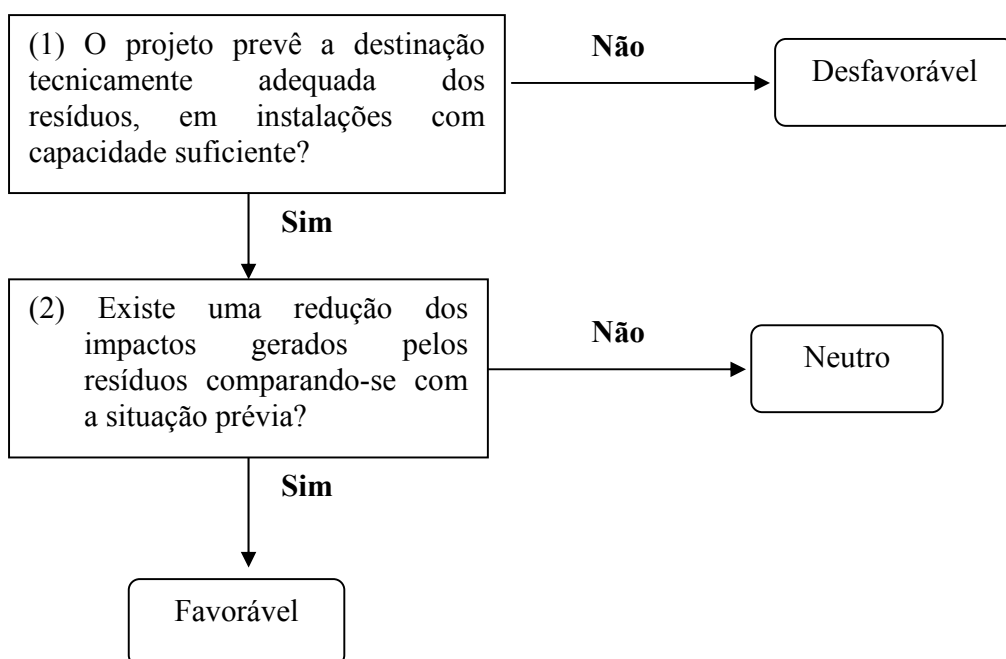 (1) O projeto prevê a destinação
tecnicamente adequada dos
resíduos, em instalações com
capacidade suficiente?
Não
Desfavorável
Sim
(2) Existe uma redução dos
impactos gerados pelos
resíduos comparando-se com
a situação prévia?
Não
Neutro
Sim
Favorável